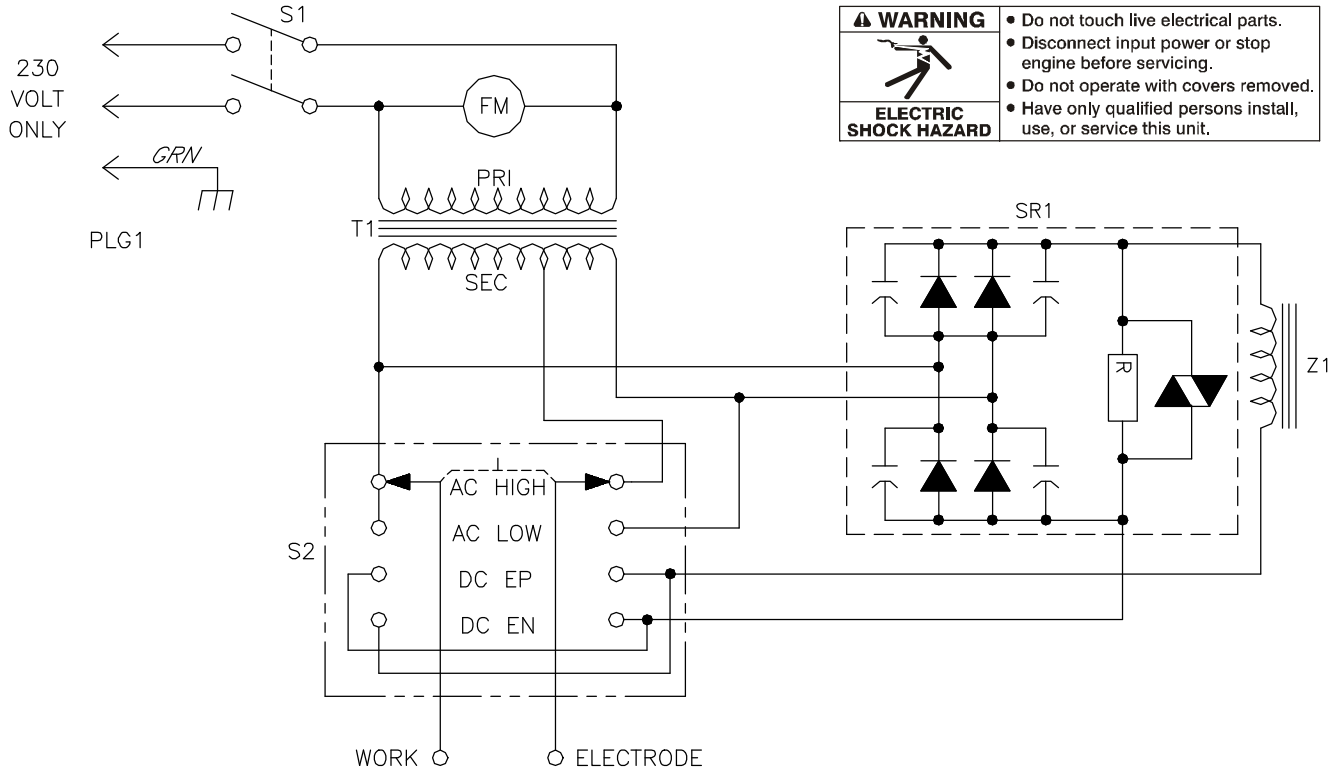 S1
230
VOLT
ONLY
GRN
PLG1
FM
PRI
T1
SEC
WARNING
ELECTRIC
SHOCK HAZARD
• Do not touch live electrical parts.
• Disconnect input power or stop
engine before servicing.
• Do not operate with covers removed.
• Have only qualified persons install,
use, or service this unit.
SR1
R
Z1
S2
AC HIGH
AC LOW
DC EP
DC EN
WORK
ELECTRODE